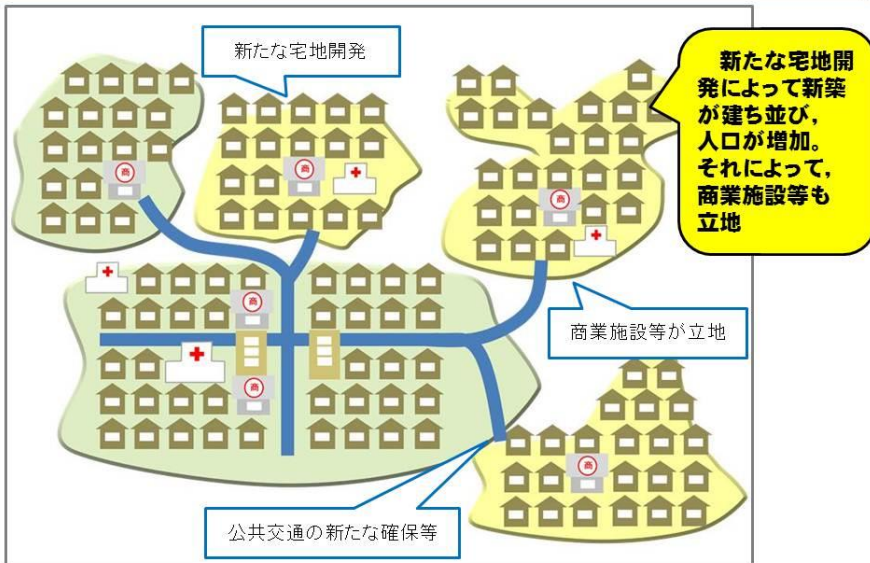 新たな宅地開発
新たな宅地開
発によって新築
が建ち並び，
人口が増加。
それによって，
商業施設等も
立地
商
商
商
商
商
商
商業施設等が立地
公共交通の新たな確保等